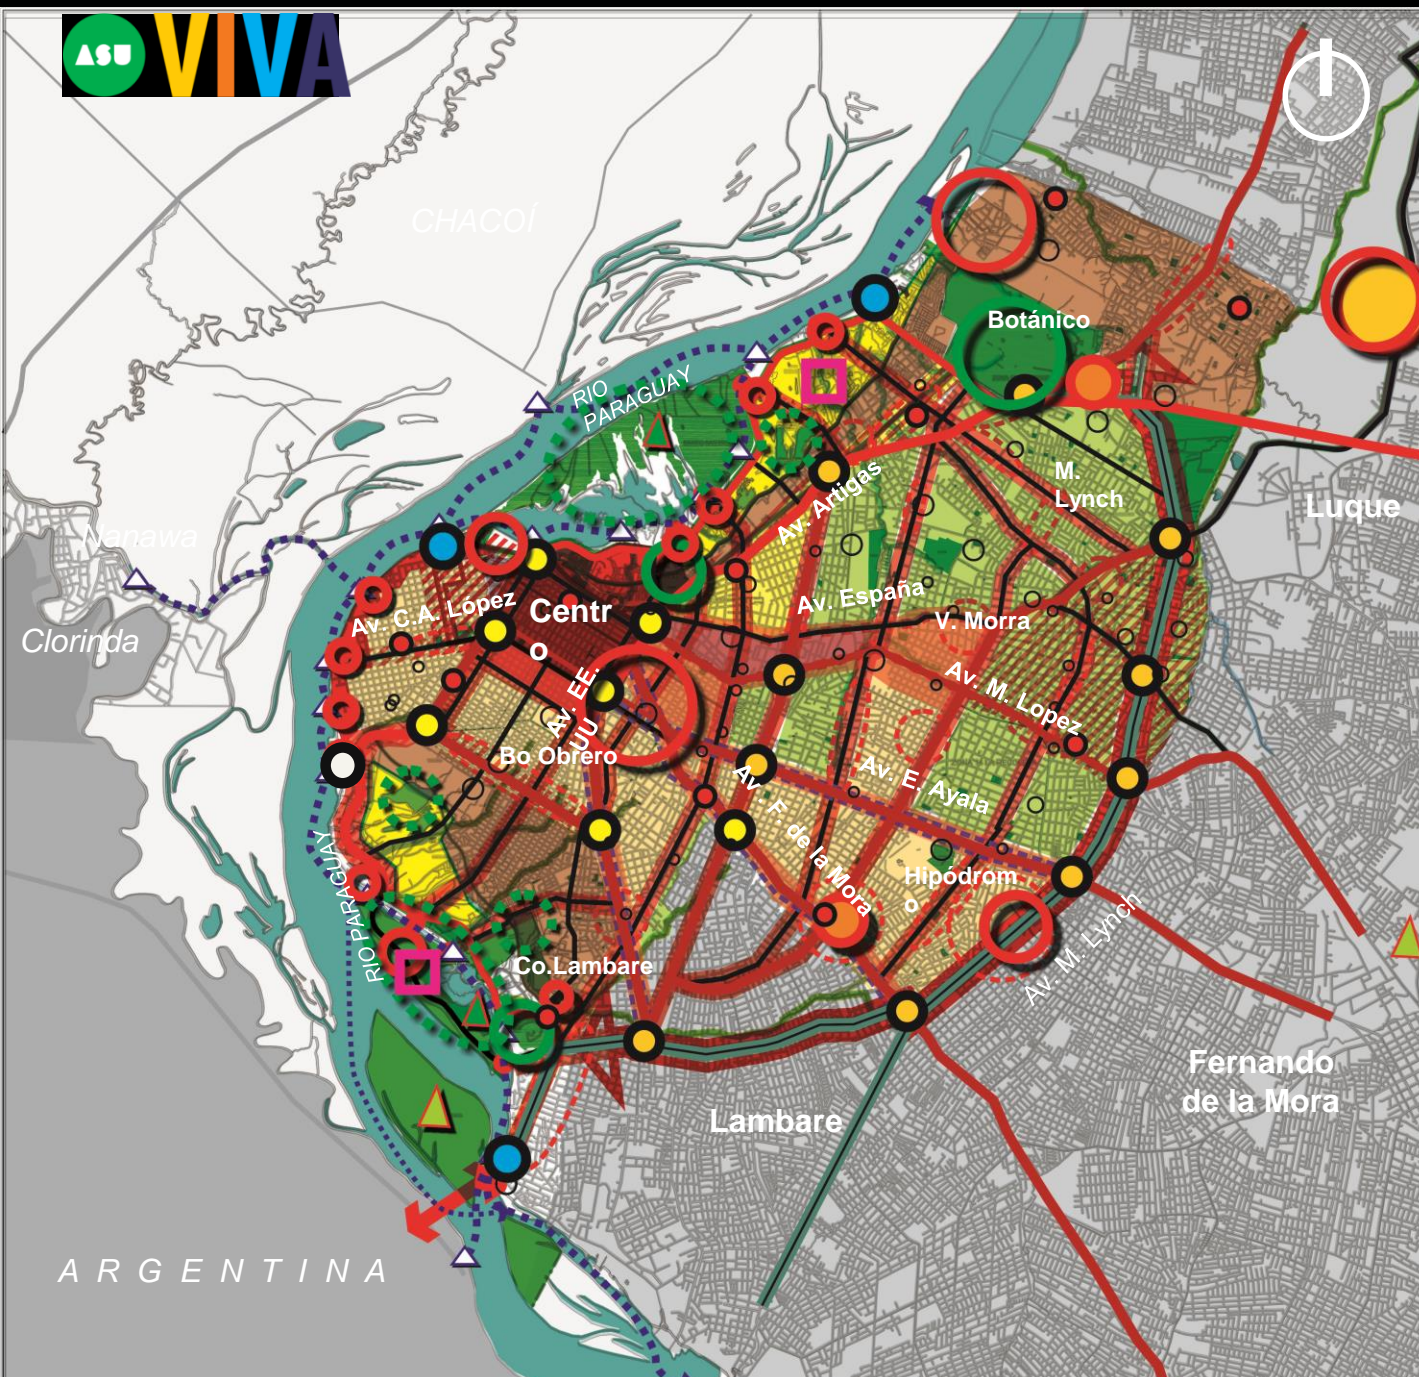 ASU VIVA
CHACOÍ
Botánico
RIO
PARAGUAY
M.
Lynch
Av. Artigas
Luque
Nanawa
Av. España
Av. C.A. López
Centr
o
V. Morra
Clorinda
Av. M. Lopez
Av. EE.
UU
Bo Obrero
Av. E. Ayala
Av. F. de la Mora
RIO PARAGUAY
Hipódrom
o
Av. M. Lynch
Co.Lambare
Fernando
de la Mora
Lambare
ARGENTINA